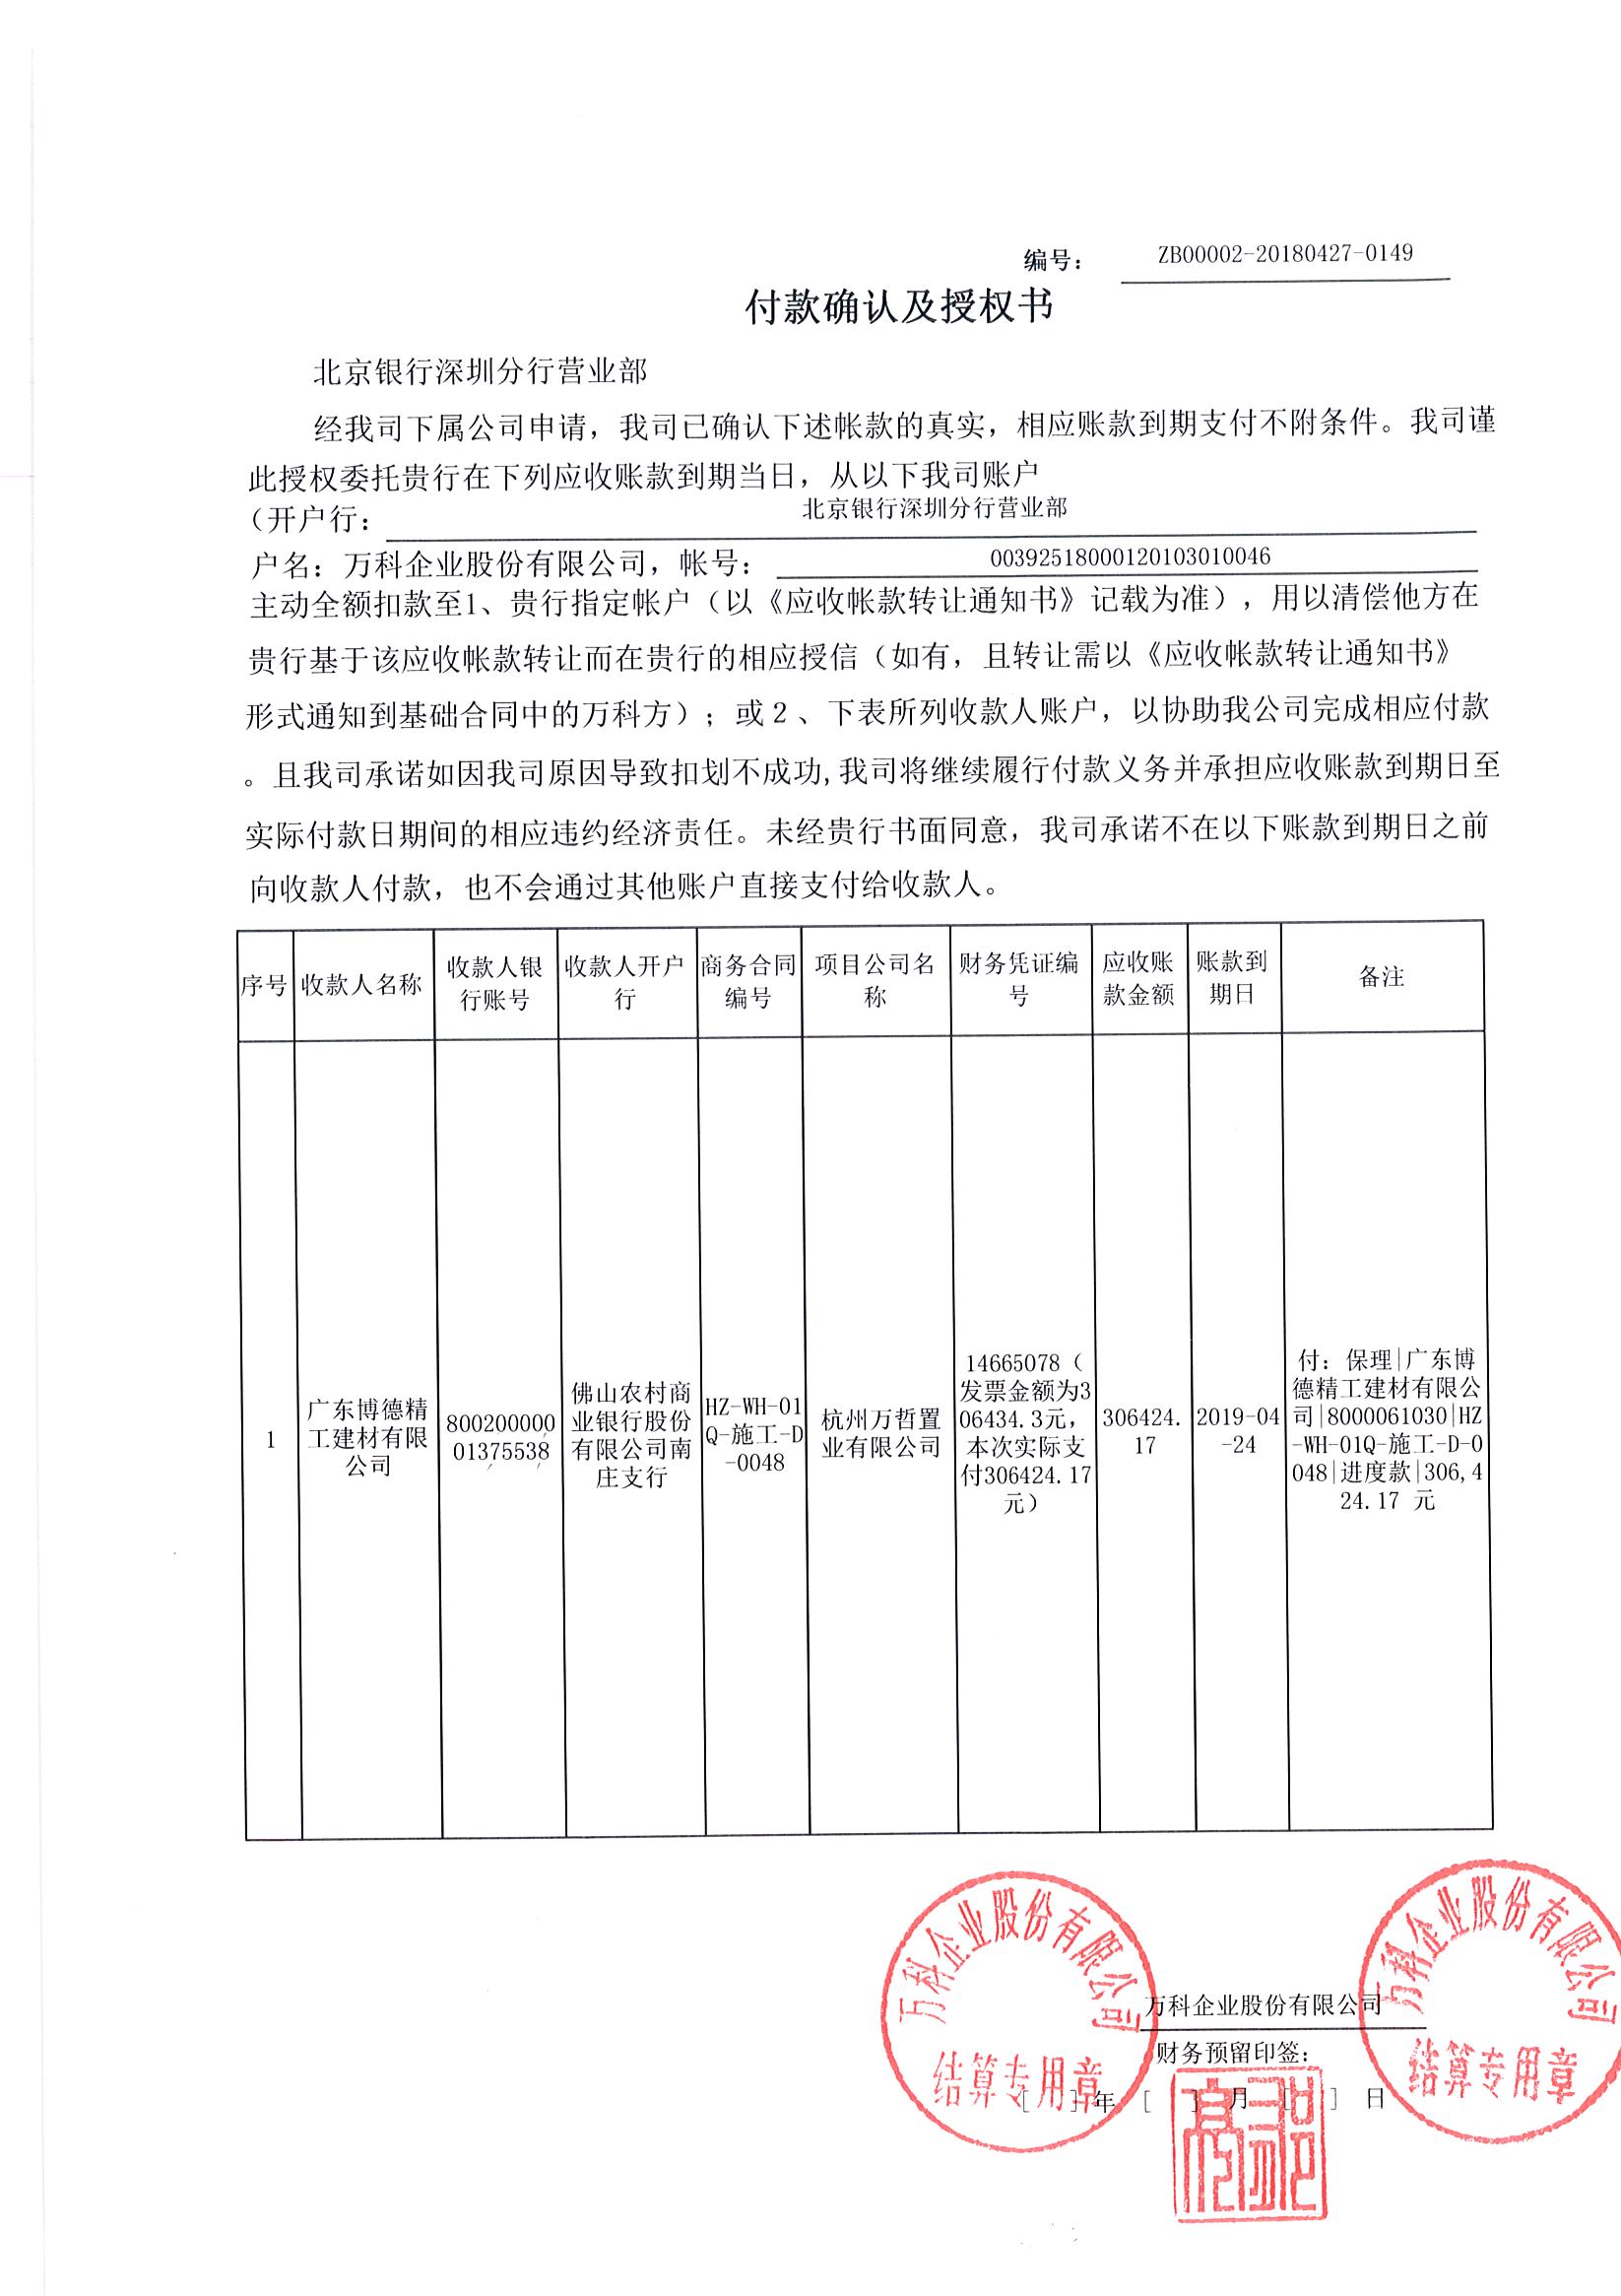 编号： ZB00002-20180427-0149
付款确认及授权书
北京银行深圳分行营业部
经我司下属公司申请，我司已确认下述帐款的真实，相应账款到期支付不附条件。我司谨
此授权委托贵行在下列应收账款到期当日，从以下我司账户
（开户行： 北京银行深圳分行营业部
户名：万科企业股份有限公司，帐号： 00392518000120103010046
主动全额扣款至1、贵行指定帐户（以《应收帐款转让通知书》记载为准），用以清偿他方在
贵行基于该应收帐款转让而在贵行的相应授信（如有，且转让需以《应收帐款转让通知书》
形式通知到基础合同中的万科方）；或２、下表所列收款人账户，以协助我公司完成相应付款
。且我司承诺如因我司原因导致扣划不成功,我司将继续履行付款义务并承担应收账款到期日至
实际付款日期间的相应违约经济责任。未经贵行书面同意，我司承诺不在以下账款到期日之前
向收款人付款，也不会通过其他账户直接支付给收款人。
序号
收款人名称
收款人银
行账号
收款人开户
行
商务合同
编号
项目公司名
称
财务凭证编
号
应收账
款金额
账款到
期日
备注
1
广东博德精
工建材有限
公司
800200000
01375538
佛山农村商
业银行股份
有限公司南
庄支行
HZ-WH-01
Q-施工-D
-0048
杭州万哲置
业有限公司
14665078（
发票金额为3
06434.3元，
本次实际支
付306424.17
元）
306424.
17
2019-04
-24
付：保理|广东博
德精工建材有限公
司|8000061030|HZ
-WH-01Q-施工-D-0
048|进度款|306,4
24.17 元
万科企业股份有限公司
结算专用章
万科企业股份有限公司
财务预留印签：
[ ] 年 [ ] 月 [ ] 日
万科企业股份有限公司
结算专用章